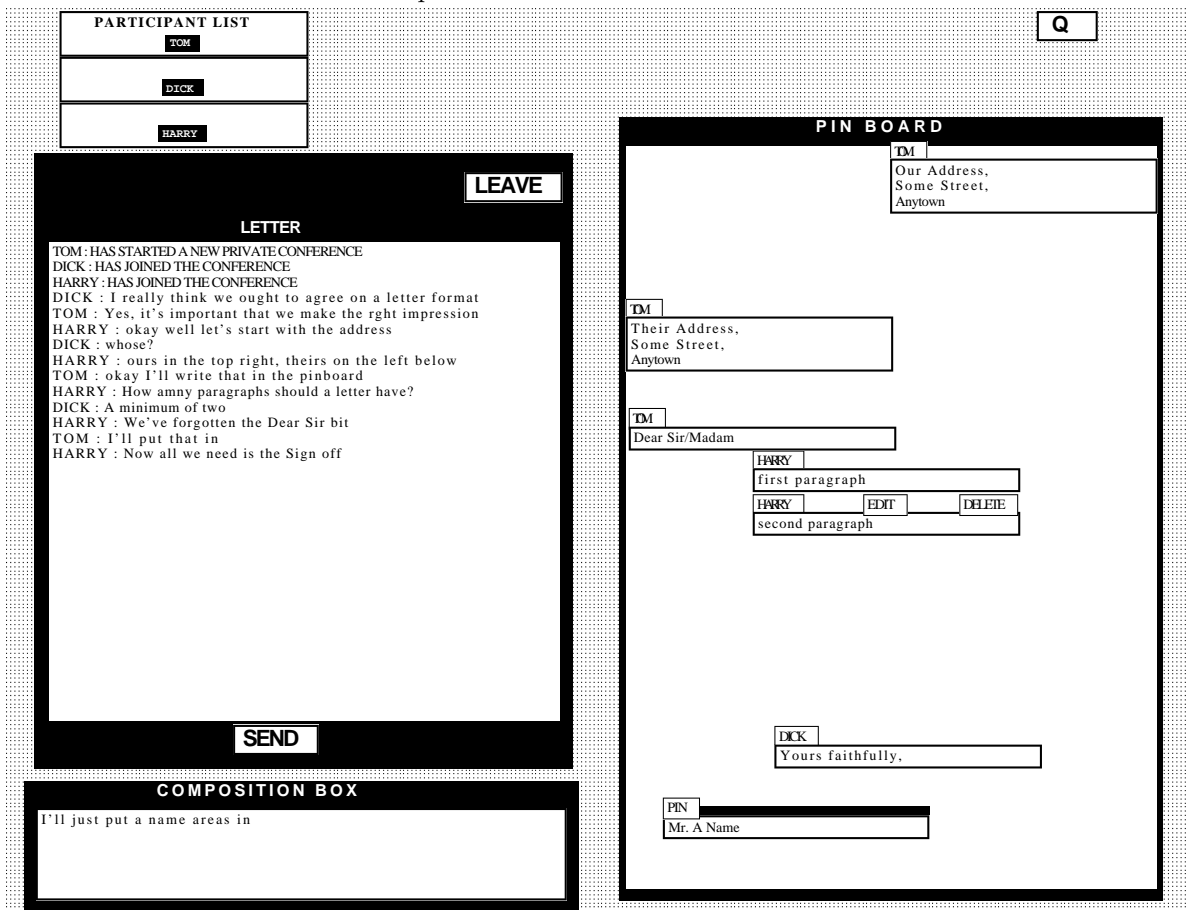 PARTICIPANT LIST
TOM
DICK
HARRY
Q
LEAVE
LETTER
TOM : HAS STARTED A NEW PRIVATE CONFERENCE
DICK : HAS JOINED THE CONFERENCE
HARRY : HAS JOINED THE CONFERENCE
DICK : I really think we ought to agree on a letter format
TOM : Yes, it's important that we make the rght impression
HARRY : okay well let's start with the address
DICK : whose?
HARRY : ours in the top right, theirs on the left below
TOM : okay I'll write that in the pinboard
HARRY : How amny paragraphs should a letter have?
DICK : A minimum of two
HARRY : We've forgotten the Dear Sir bit
TOM : I'll put that in
HARRY : Now all we need is the Sign off
SEND
COMPOSITION BOX
I'll just put a name areas in
PIN BOARD
TOM
Our Address,
Some Street,
Anytown
TOM
Their Address,
Some Street,
Anytown
TOM
Dear Sir/Madam
HARRY
first paragraph
HARRY EDIT DELETE
second paragraph
DICK
Yours faithfully,
PIN
Mr. A Name